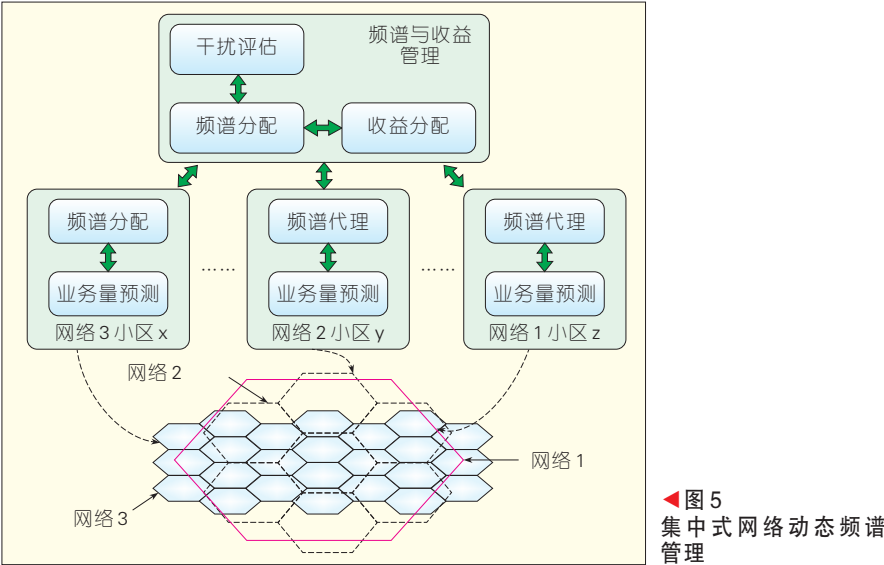 频谱与收益
管理
干扰评估
频谱分配
收益分配
频谱分配
业务量预测
网络3小区x
……
频谱代理
业务量预测
网络2小区y
……
频谱代理
业务量预测
网络1小区z
网络2
网络1
网络3
◀图5
集中式网络动态频谱
管理